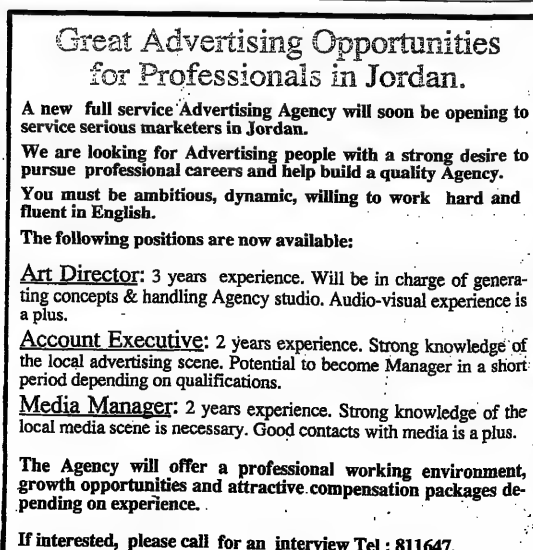 Great Advertising Opportunities
for Professionals in Jordan.
A new full service Advertising Agency will soon be opening to
service serious marketers in Jordan.
We are looking for Advertising people with a strong desire to
pursue professional careers and help build a quality Agency.
You must be ambitious, dynamic, willing to work hard and
fluent in English.
The following positions are now available:
Art Director: 3 years experience. Will be in charge of genera-
ting concepts & handling Agency studio. Audio-visual experience is
a plus.
Account Executive: 2 years experience. Strong knowledge of
the local advertising scene. Potential to become Manager in a short
period depending on qualifications.
Media Manager: 2 years experience. Strong knowledge of the
local media scene is necessary. Good contacts with media is a plus.
The Agency will offer a professional working environment,
growth opportunities and attractive compensation packages de-
pending on experience.
If interested, please call for an interview Tel : 811647